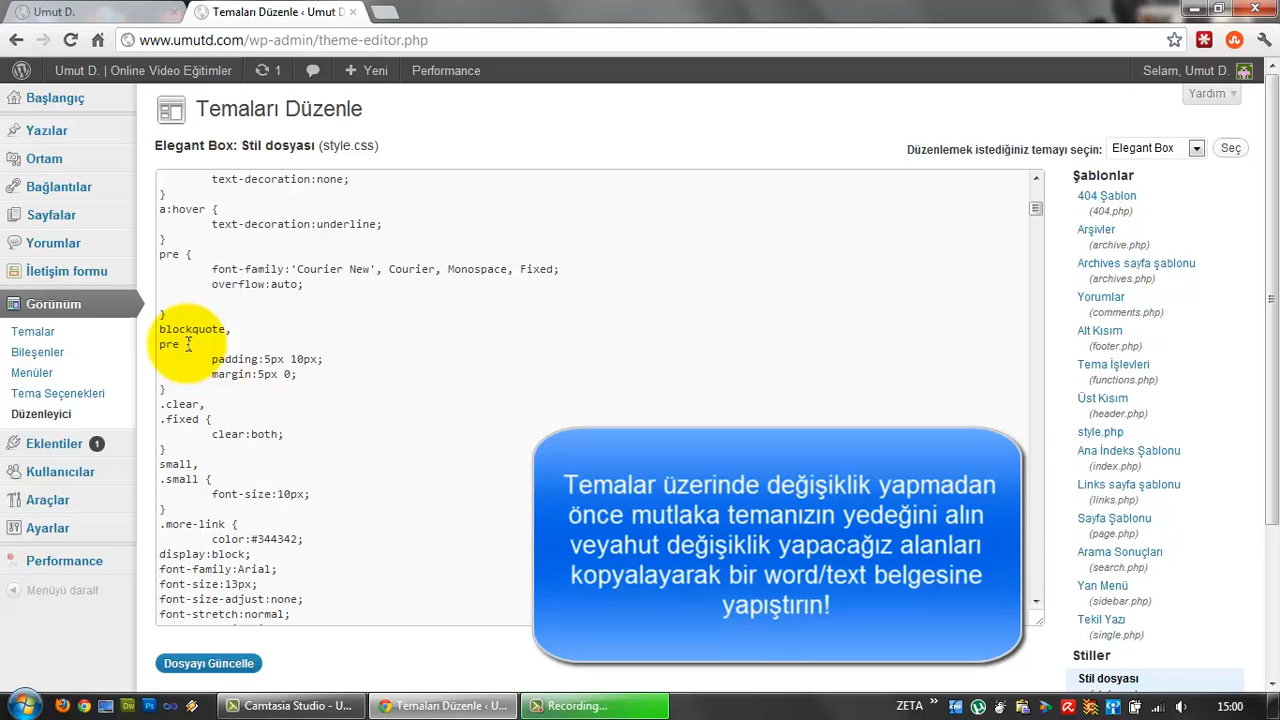 Umut D.
Temaları Düzenle ‹ Umut D
www.umutd.com/wp-admin/theme-editor.php
Umut D. | Online Video Eğitimler
1
Yeni
Performance
Selam, Umut D.
Başlangıç
Yazılar
Ortam
Bağlantılar
Sayfalar
Yorumlar
İletişim formu
Görünüm
Temalar
Bileşenler
Menüler
Tema Seçenekleri
Düzenleyici
Eklentiler 1
Kullanıcılar
Araçlar
Ayarlar
Performance
Menüyü daralt
Yardım
Temaları Düzenle
Elegant Box: Stil dosyası (style.css)
Düzenlemek istediğiniz temayı seçin: Elegant Box Seç
text-decoration:none;
}
a:hover {
text-decoration:underline;
}
pre {
font-family:'Courier New', Courier, Monospace, Fixed;
overflow:auto;
}
blockquote,
pre
padding:5px 10px;
margin:5px 0;
}
.clear,
.fixed {
clear:both;
}
small,
.small {
font-size:10px;
}
.more-link {
color:#344342;
display:block;
font-family:Arial;
font-size:13px;
font-size-adjust:none;
font-stretch:normal;
Temalar üzerinde değişiklik yapmadan
önce mutlaka temanızın yedeğini alın
veyahut değişiklik yapacağız alanları
kopyalayarak bir word/text belgesine
yapıştırın!
Dosyayı Güncelle
Şablonlar
404 Şablon
(404.php)
Arşivler
(archive.php)
Archives sayfa şablonu
(archives.php)
Yorumlar
(comments.php)
Alt Kısım
(footer.php)
Tema İşlevleri
(functions.php)
Üst Kısım
(header.php)
style.php
Ana İndeks Şablonu
(index.php)
Links sayfa şablonu
(links.php)
Sayfa Şablonu
(page.php)
Arama Sonuçları
(search.php)
Yan Menü
(sidebar.php)
Tekil Yazı
(single.php)
Stiller
Stil dosyası
Camtasia Studio - U...
Temaları Düzenle ‹ U...
Recording...
ZETA
15:00